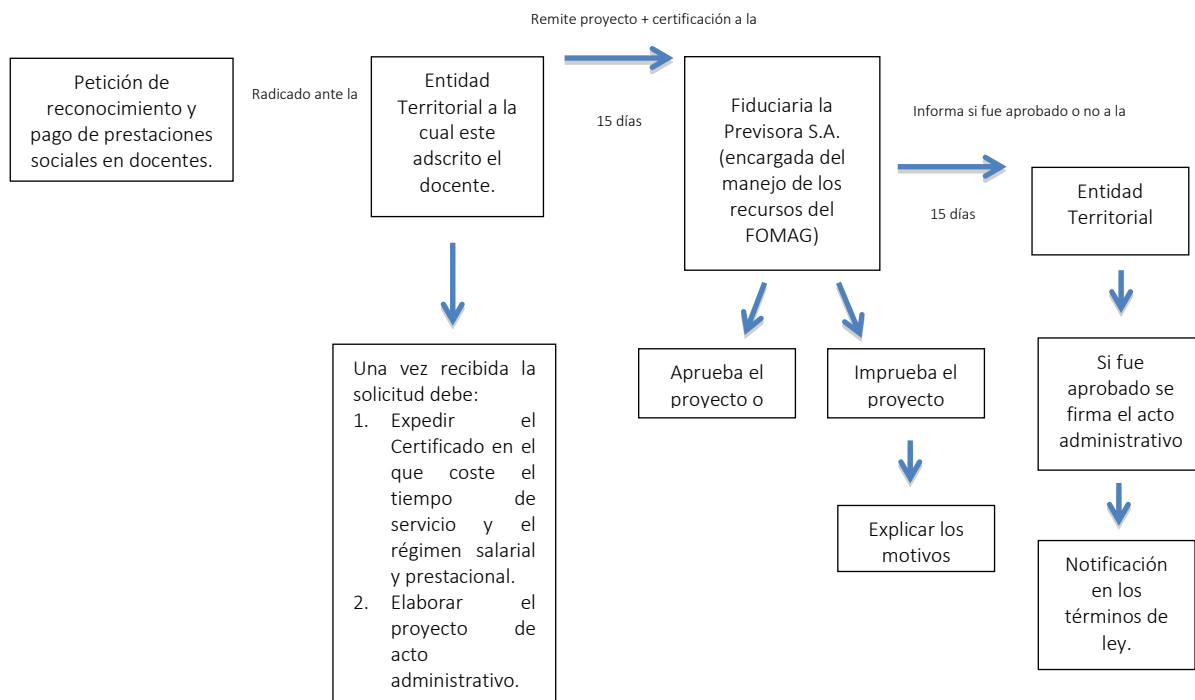 Remite proyecto + certificación a la
Petición de
reconocimiento y
pago de prestaciones
sociales en docentes.
Radicado ante la
Entidad
Territorial a la
cual este
adscrito el
docente.
15 días
Fiduciaria la
Previsora S.A.
(encargada del
manejo de los
recursos del
FOMAG)
Informa si fue aprobado o no a la
15 días
Entidad
Territorial
Una vez recibida la
solicitud debe:
1. Expedir el
Certificado en el
que coste el
tiempo de
servicio y el
régimen salarial
y prestacional.
2. Elaborar el
proyecto de
acto
administrativo.
Aprueba el
proyecto o
Imprueba el
proyecto
Explicar los
motivos
Si fue
aprobado se
firma el acto
administrativo
Notificación
en los
términos de
ley.